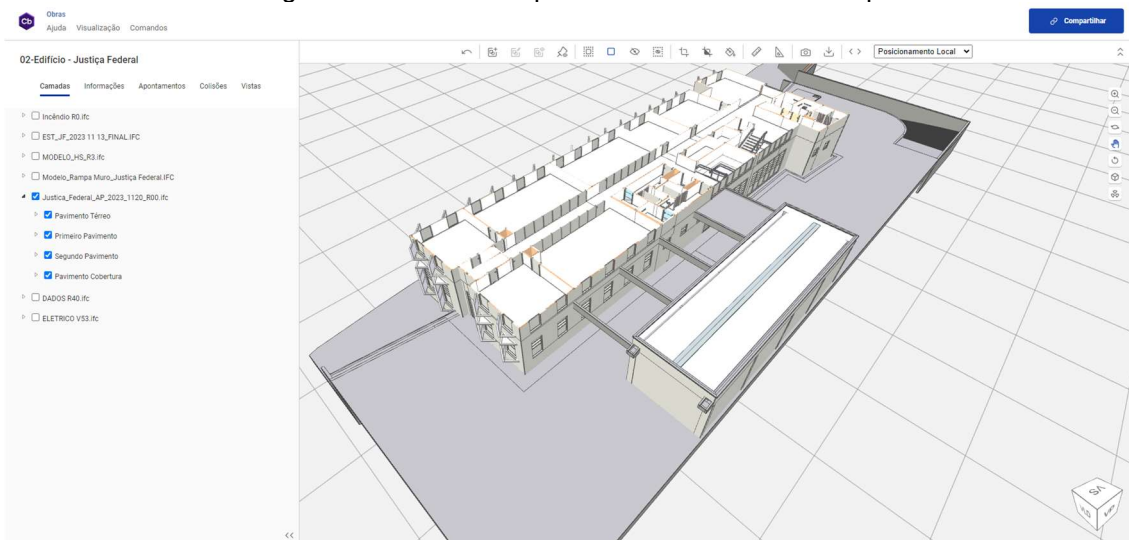 Cb
Obras
Ajuda Visualização Comandos
Compartilhar
02-Edifício - Justiça Federal
Posicionamento Local
Camadas Informações Apontamentos Colisões Vistas
Incêndio R0.ifc
EST_JF_2023 11 13_FINAL.IFC
MODELO_HS_R3.ifc
Modelo_Rampa Muro_Justiça Federal.IFC
Justica_Federal_AP_2023_1120_R00.ifc
Pavimento Térreo
Primeiro Pavimento
Segundo Pavimento
Pavimento Cobertura
DADOS R40.ifc
ELETRICO V53.ifc